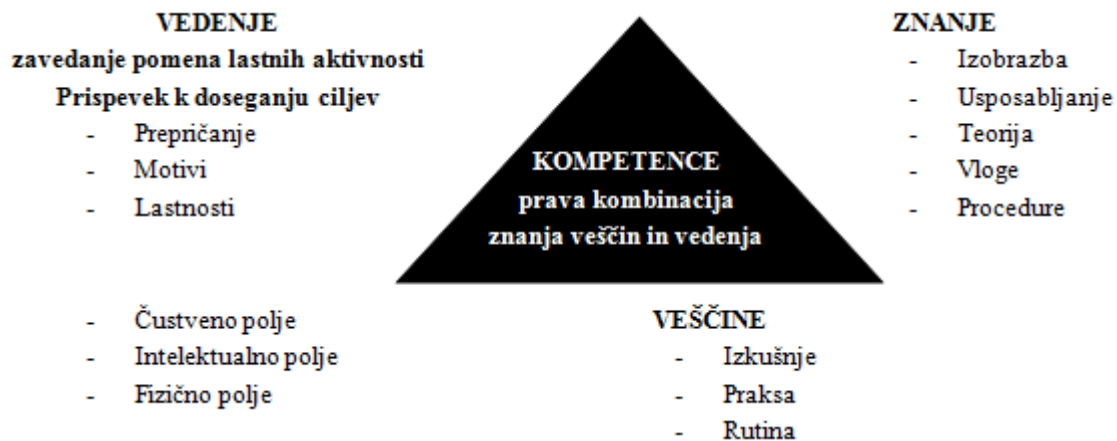 VEDENJE
zavedanje pomena lastnih aktivnosti
Prispevek k doseganju ciljev
- Prepričanje
- Motivi
- Lastnosti
ZNANJE
- Izobrazba
- Usposabljanje
- Teorija
- Vloge
- Procedure
KOMPETENCE
prava kombinacija
znanja veščin in vedenja
- Čustveno polje
- Intelektualno polje
- Fizično polje
VEŠČINE
- Izkušnje
- Praksa
- Rutina